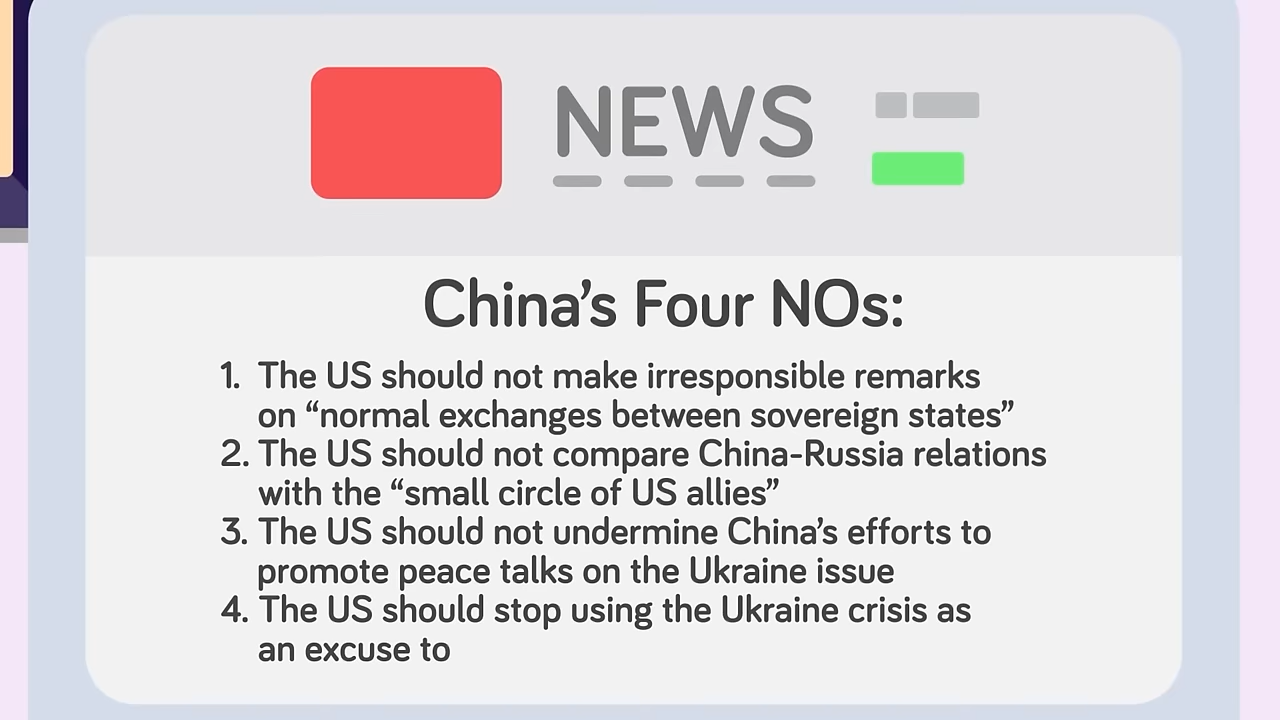 NEWS
China’s Four NOs:
1. The US should not make irresponsible remarks
on “normal exchanges between sovereign states”
2. The US should not compare China-Russia relations
with the “small circle of US allies”
3. The US should not undermine China’s efforts to
promote peace talks on the Ukraine issue
4. The US should stop using the Ukraine crisis as
an excuse to